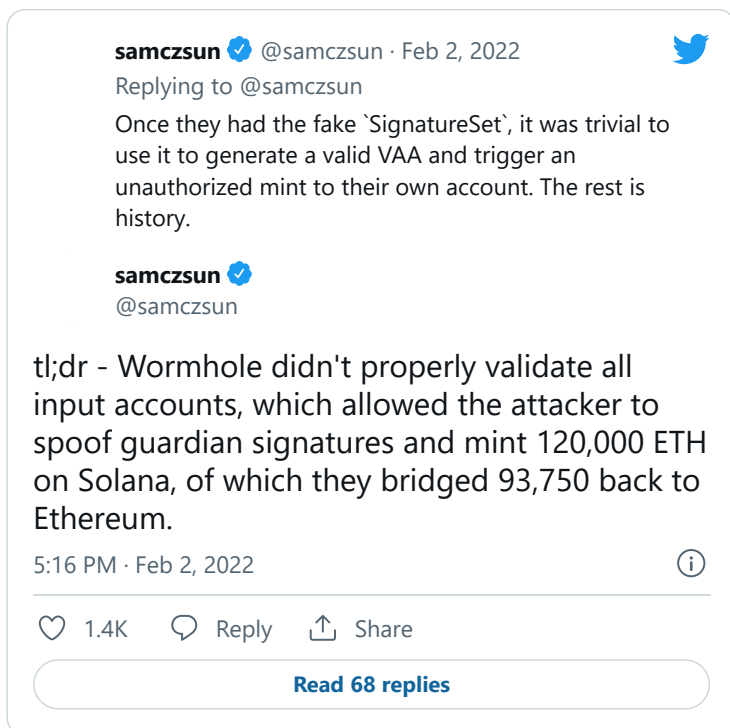 samczsun @samczsun · Feb 2, 2022
Replying to @samczsun
Once they had the fake `SignatureSet`, it was trivial to
use it to generate a valid VAA and trigger an
unauthorized mint to their own account. The rest is
history.
samczsun
@samczsun
tl;dr - Wormhole didn't properly validate all
input accounts, which allowed the attacker to
spoof guardian signatures and mint 120,000 ETH
on Solana, of which they bridged 93,750 back to
Ethereum.
5:16 PM · Feb 2, 2022
1.4K Reply Share
Read 68 replies